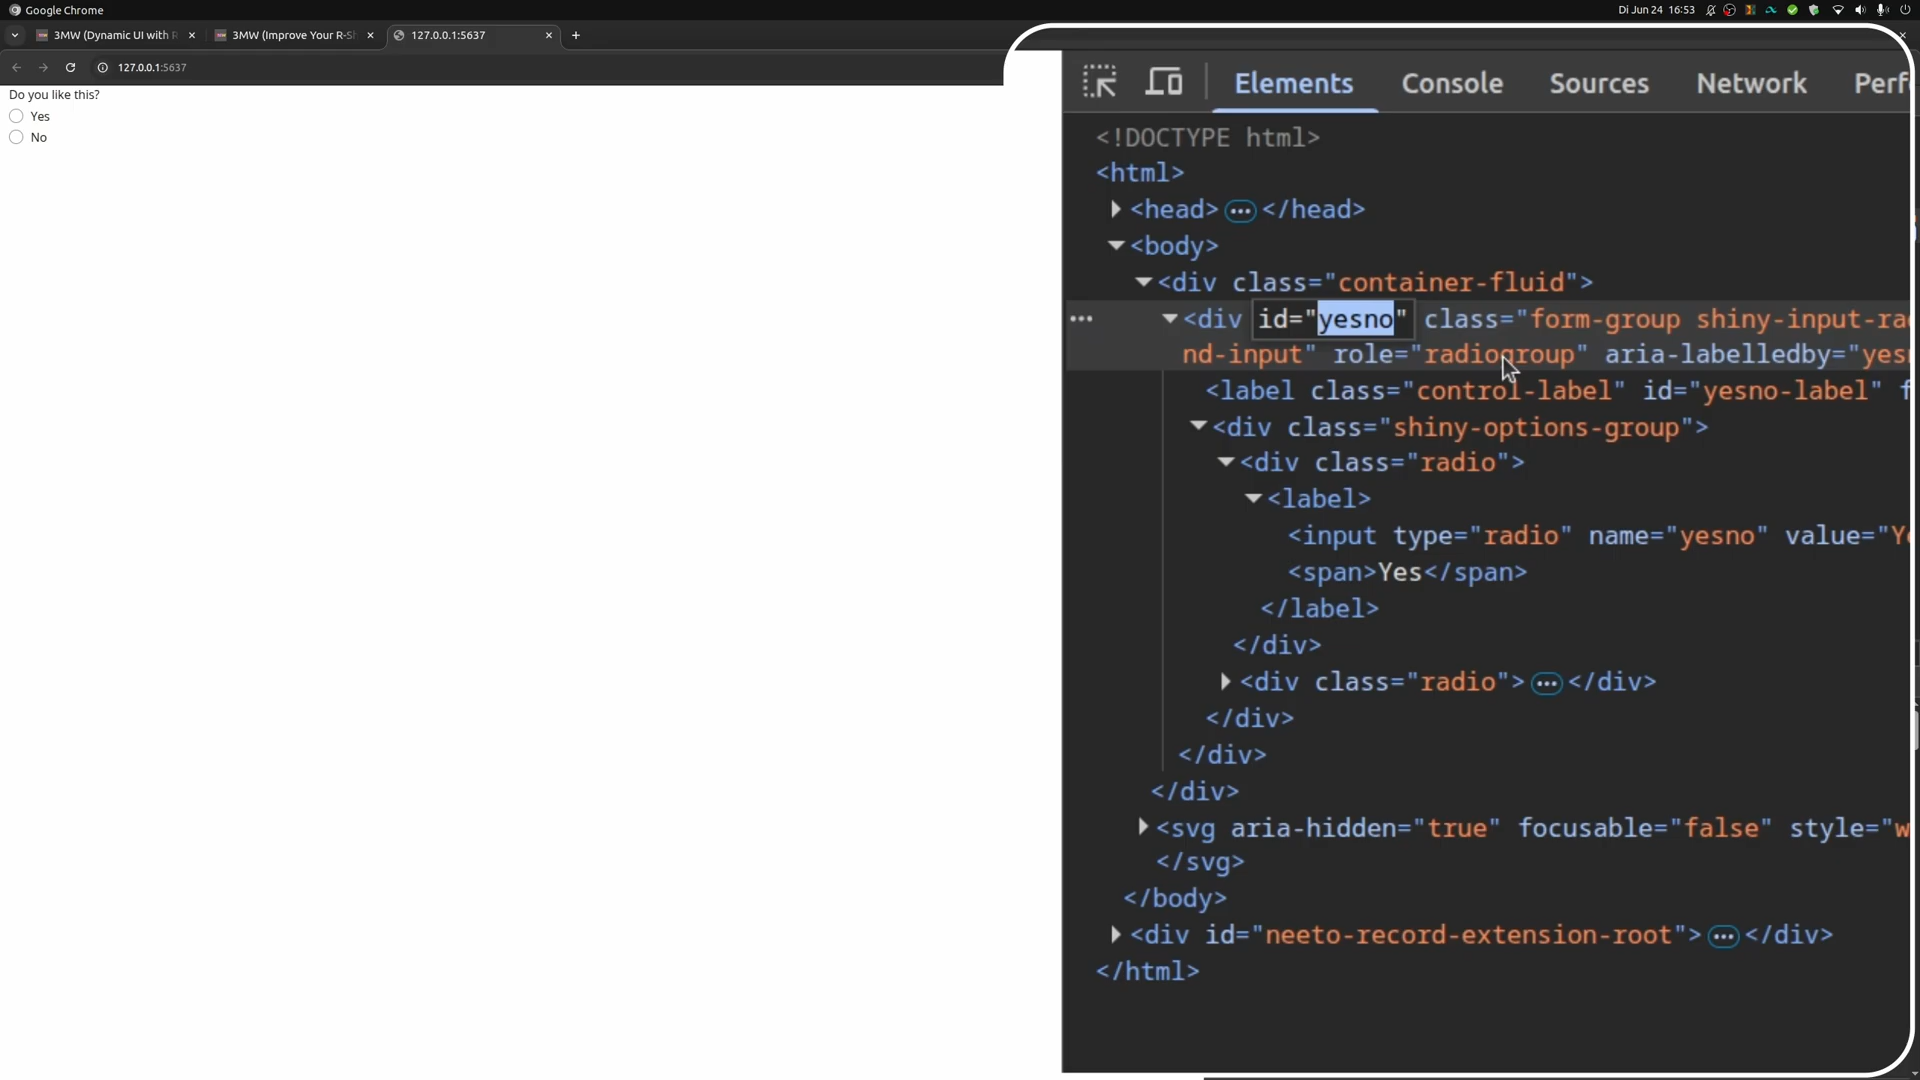 Google Chrome
Di Jun 24 16:53
3MW (Dynamic UI with R
3MW (Improve Your R-Sh
127.0.0.1:5637
127.0.0.1:5637
Do you like this?
Yes
No
Elements Console Sources Network Perf
<!DOCTYPE html>
<html>
<head> ••• </head>
<body>
<div class="container-fluid">
••• <div id="yesno" class="form-group shiny-input-rad
nd-input" role="radiogroup" aria-labelledby="yesn
<label class="control-label" id="yesno-label" f
<div class="shiny-options-group">
<div class="radio">
<label>
<input type="radio" name="yesno" value="Ye
<span>Yes</span>
</label>
</div>
<div class="radio"> ••• </div>
</div>
</div>
</div>
<svg aria-hidden="true" focusable="false" style="w
</svg>
</body>
<div id="neeto-record-extension-root"> ••• </div>
</html>